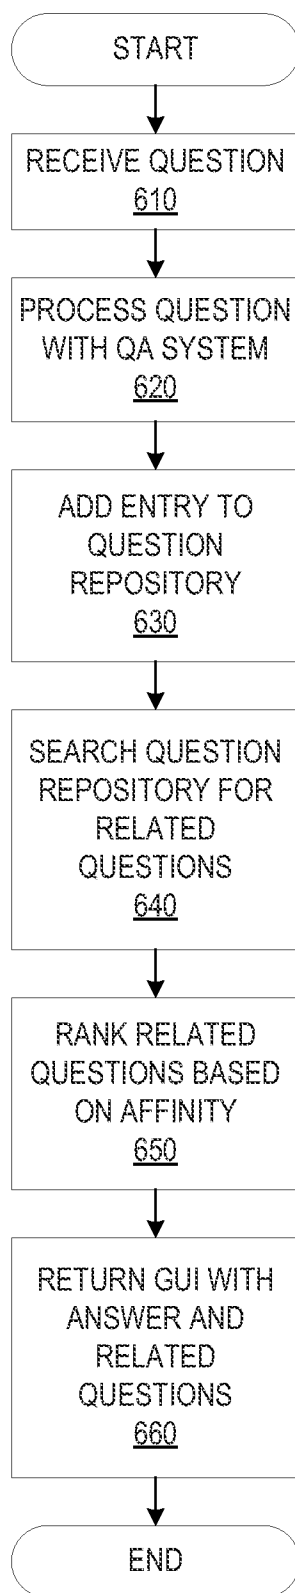 START
RECEIVE QUESTION
610
PROCESS QUESTION
WITH QA SYSTEM
620
ADD ENTRY TO
QUESTION
REPOSITORY
630
SEARCH QUESTION
REPOSITORY FOR
RELATED
QUESTIONS
640
RANK RELATED
QUESTIONS BASED
ON AFFINITY
650
RETURN GUI WITH
ANSWER AND
RELATED
QUESTIONS
660
END